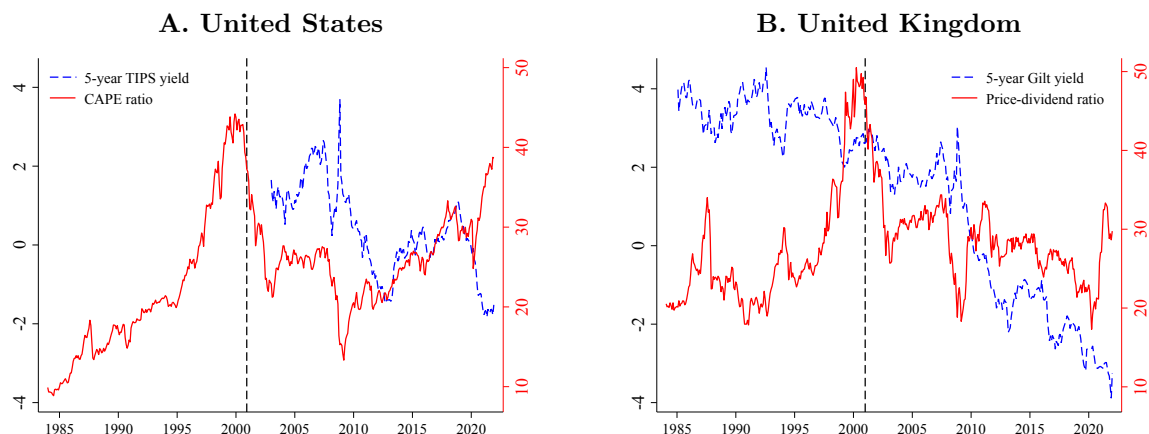 A. United States
5-year TIPS yield
CAPE ratio
4
2
0
-2
-4
50
40
30
20
10
1985 1990 1995 2000 2005 2010 2015 2020
B. United Kingdom
5-year Gilt yield
Price-dividend ratio
4
2
0
-2
-4
50
40
30
20
10
1985 1990 1995 2000 2005 2010 2015 2020